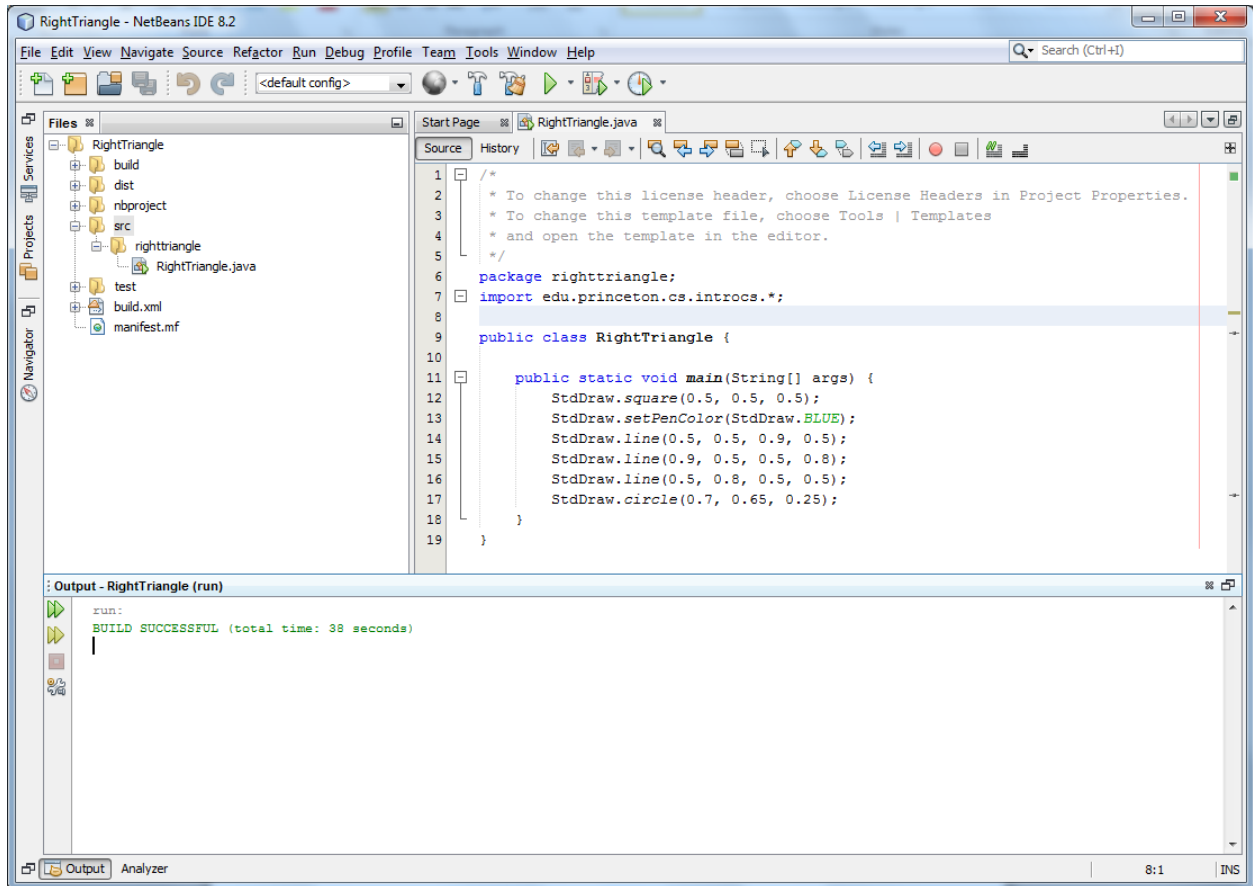 RightTriangle - NetBeans IDE 8.2
File Edit View Navigate Source Refactor Run Debug Profile Team Tools Window Help
Search (Ctrl+I)
<default config>
Files
Start Page RightTriangle.java
Services
Projects
Navigator
RightTriangle
build
dist
nbproject
src
righttriangle
RightTriangle.java
test
build.xml
manifest.mf
Source History
1 /*
2 * To change this license header, choose License Headers in Project Properties.
3 * To change this template file, choose Tools | Templates
4 * and open the template in the editor.
5 */
6 package righttriangle;
7 import edu.princeton.cs.introcs.*;
8
9 public class RightTriangle {
10
11 public static void main(String[] args) {
12 StdDraw.square(0.5, 0.5, 0.5);
13 StdDraw.setPenColor(StdDraw.BLUE);
14 StdDraw.line(0.5, 0.5, 0.9, 0.5);
15 StdDraw.line(0.9, 0.5, 0.5, 0.8);
16 StdDraw.line(0.5, 0.8, 0.5, 0.5);
17 StdDraw.circle(0.7, 0.65, 0.25);
18 }
19 }
Output - RightTriangle (run)
run:
BUILD SUCCESSFUL (total time: 38 seconds)
Output Analyzer
8:1 INS